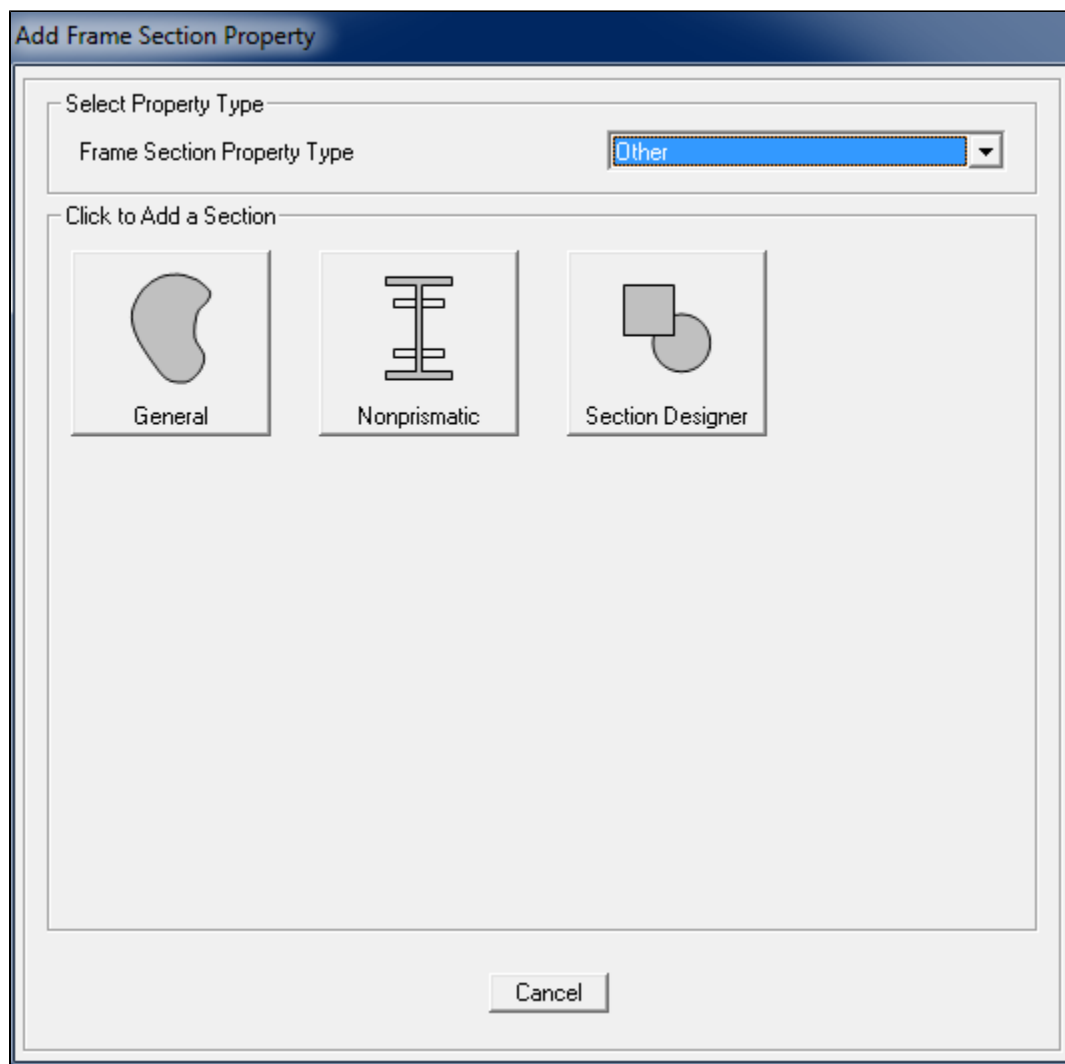 Add Frame Section Property
Select Property Type
Frame Section Property Type
Other
Click to Add a Section
General
Nonprismatic
Section Designer
Cancel